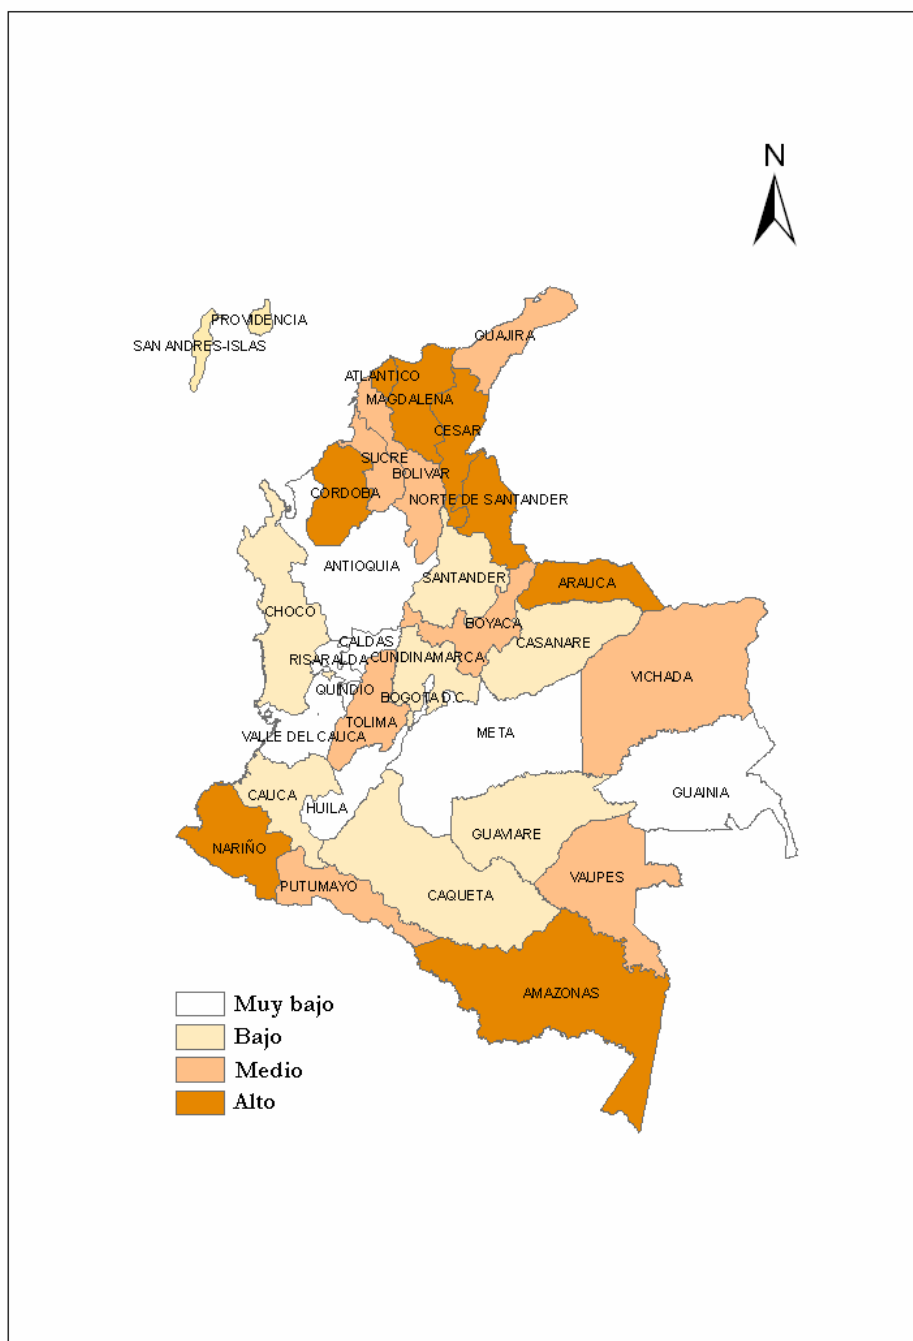 N
PROVIDENCIA
SAN ANDRES-ISLAS
GUAJIRA
ATLANTICO
MAGDALENA
CESAR
SUCRE
BOLIVAR
CORDOBA
NORTE DE SANTANDER
ANTIOQUIA
SANTANDER
ARAUCA
CHOCO
BOYACA
CALDAS
CASANARE
RISARALDA
CUNDINAMARCA
VICHADA
QUINDIO
BOGOTA D.C.
TOLIMA
VALLE DEL CAUCA
META
CAUCA
HUILA
GUAINIA
GUAVIARE
NARIÑO
VAUPES
PUTUMAYO
CAQUETA
AMAZONAS
Muy bajo
Bajo
Medio
Alto